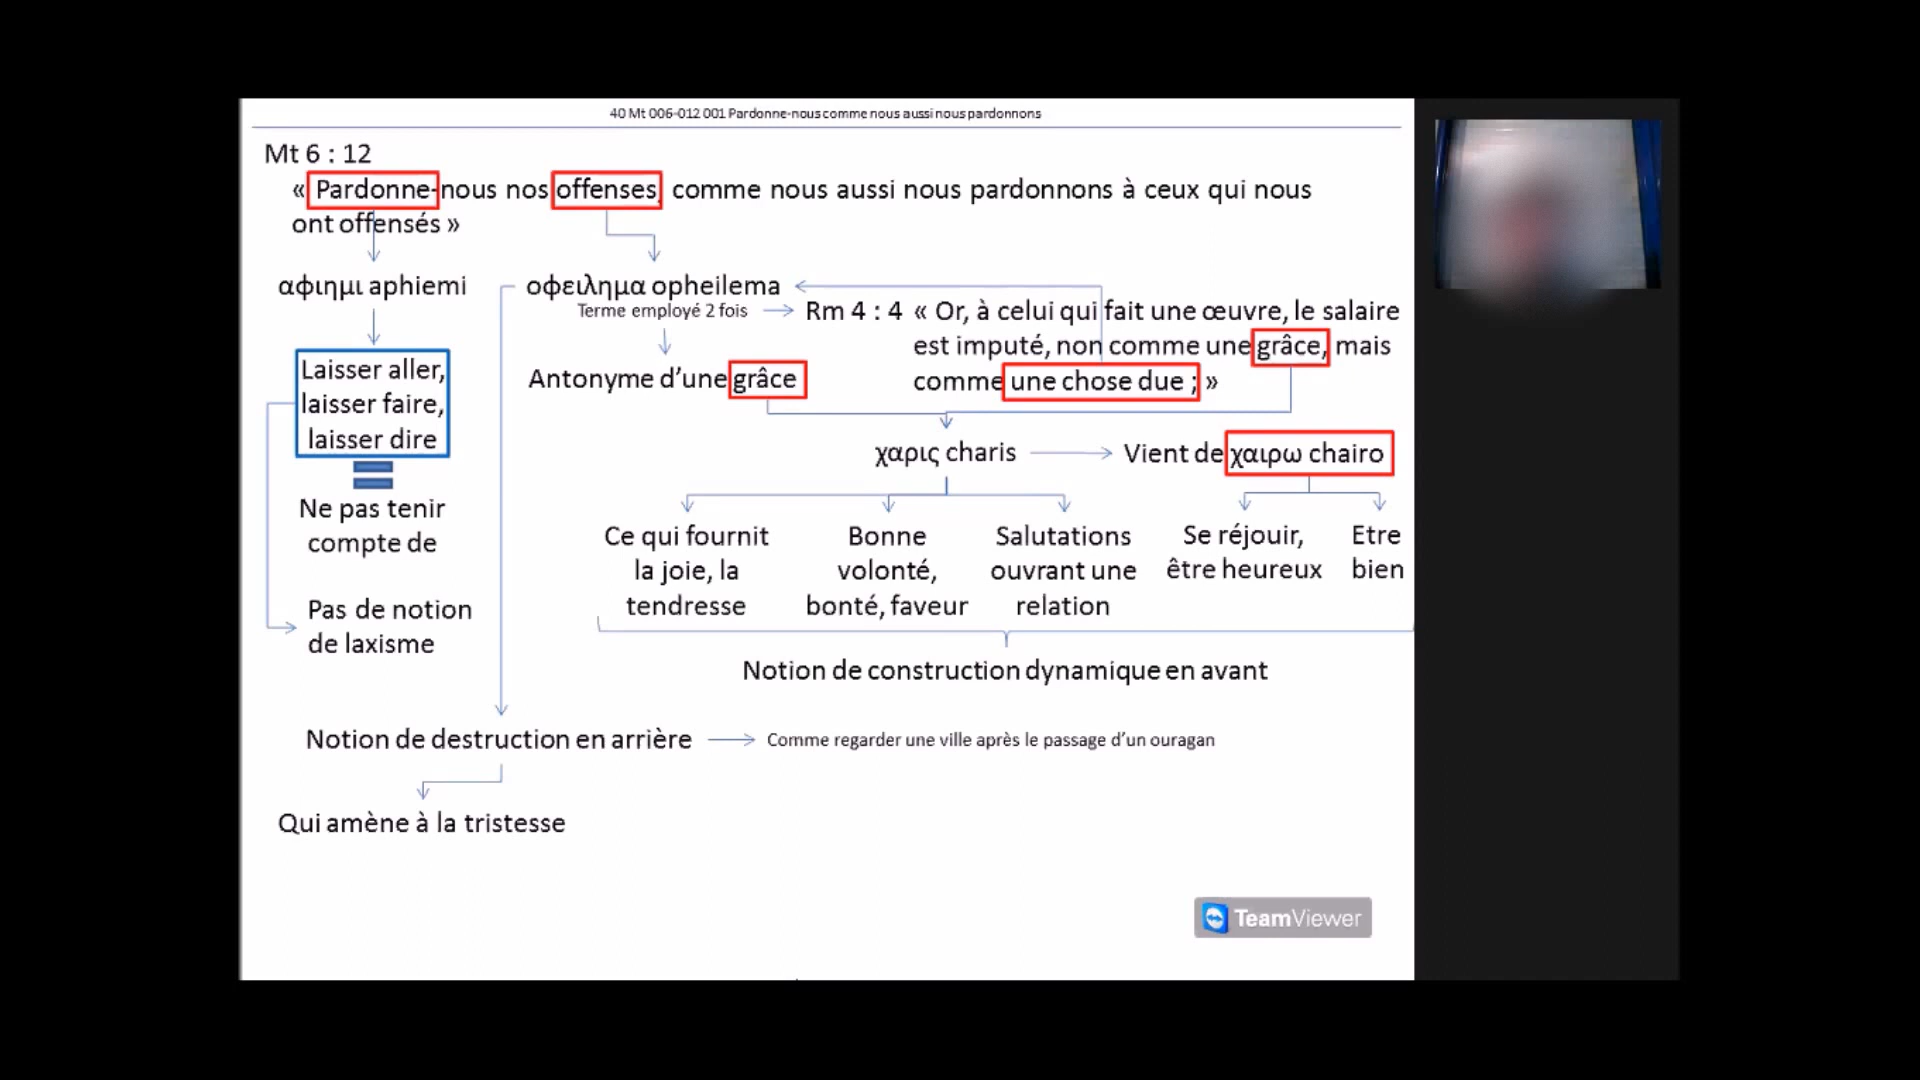 40 Mt 006-012 001 Pardonne-nous comme nous aussi nous pardonnons
Mt 6 : 12
« Pardonne-nous nos offenses, comme nous aussi nous pardonnons à ceux qui nous
ont offensés »
αφιημι aphiemi
οφειλημα opheilema
Terme employé 2 fois
Rm 4 : 4 « Or, à celui qui fait une œuvre, le salaire
est imputé, non comme une grâce, mais
comme une chose due ; »
Antonyme d’une grâce
Laisser aller,
laisser faire,
laisser dire
χαρις charis
Vient de χαιρω chairo
Ne pas tenir
compte de
Ce qui fournit
la joie, la
tendresse
Bonne
volonté,
bonté, faveur
Salutations
ouvrant une
relation
Se réjouir,
être heureux
Etre
bien
Pas de notion
de laxisme
Notion de construction dynamique en avant
Notion de destruction en arrière
Comme regarder une ville après le passage d’un ouragan
Qui amène à la tristesse
TeamViewer